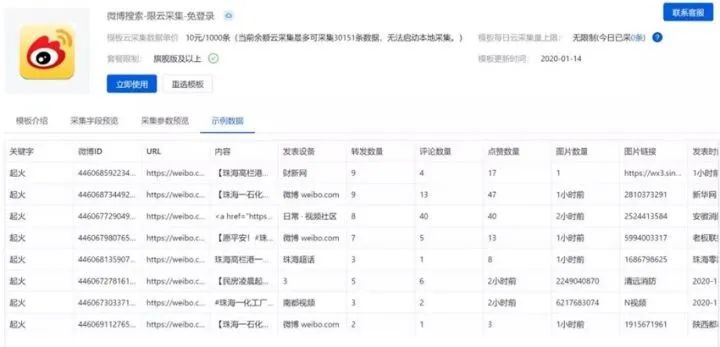 微博搜索-限云采集-免登录
联系客服
模板云采集数据单价 10元/1000条（当前余额云采集最多可采集30151条数据，无法启动本地采集。） 模板每日云采集量上限： 无限制(今日已采0条)
套餐限制： 旗舰版及以上 模板更新时间： 2020-01-14
立即使用 重选模板
模板介绍 采集字段预览 采集参数预览 示例数据
关键字 微博ID URL 内容 发表设备 转发数量 评论数量 点赞数量 图片数量 图片链接 发表时
起火 446068592234... https://weibo.c... 【珠海高栏港... 财新网 9 4 17 1 https://wx3.sin... 1小时前
起火 446068734492... https://weibo.c... 【珠海一石化... 微博 weibo.com 9 13 47 1小时前 2810373291 新华网
起火 446067729049... https://weibo.c... <a href="https... 日常 · 视频社区 8 40 40 2小时前 2524413584 安徽消
起火 446067980765... https://weibo.c... 【愿平安！#珠... 微博 weibo.com 7 5 13 1小时前 5994003317 老板联
起火 446068135907... https://weibo.c... 珠海高栏港一... 珠海超话 3 1 8 1小时前 1686798625 珠海零
起火 446067278161... https://weibo.c... 【民房凌晨起... 3 5 6 2小时前 2249040870 清远消防 2020-1
起火 446067303371... https://weibo.c... #珠海一化工厂... 南都视频 3 2 2小时前 6217683074 N视频 2020-1
起火 446069112765... https://weibo.c... 【珠海一石化... 微博 weibo.com 2 1 3 1小时前 1915671961 陕西都